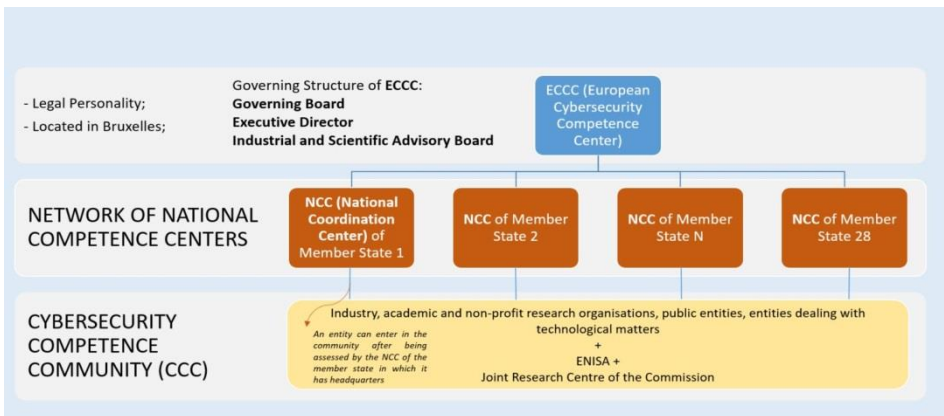 - Legal Personality;
- Located in Bruxelles;
Governing Structure of ECCC:
Governing Board
Executive Director
Industrial and Scientific Advisory Board
ECCC (European
Cybersecurity
Competence
Center)
NETWORK OF NATIONAL
COMPETENCE CENTERS
NCC (National
Coordination
Center) of
Member State 1
NCC of Member
State 2
NCC of Member
State N
NCC of Member
State 28
CYBERSECURITY
COMPETENCE
COMMUNITY (CCC)
Industry, academic and non-profit research organisations, public entities, entities dealing with
technological matters
+
ENISA +
Joint Research Centre of the Commission
An entity can enter in the
community after being
assessed by the NCC of the
member state in which it
has headquarters